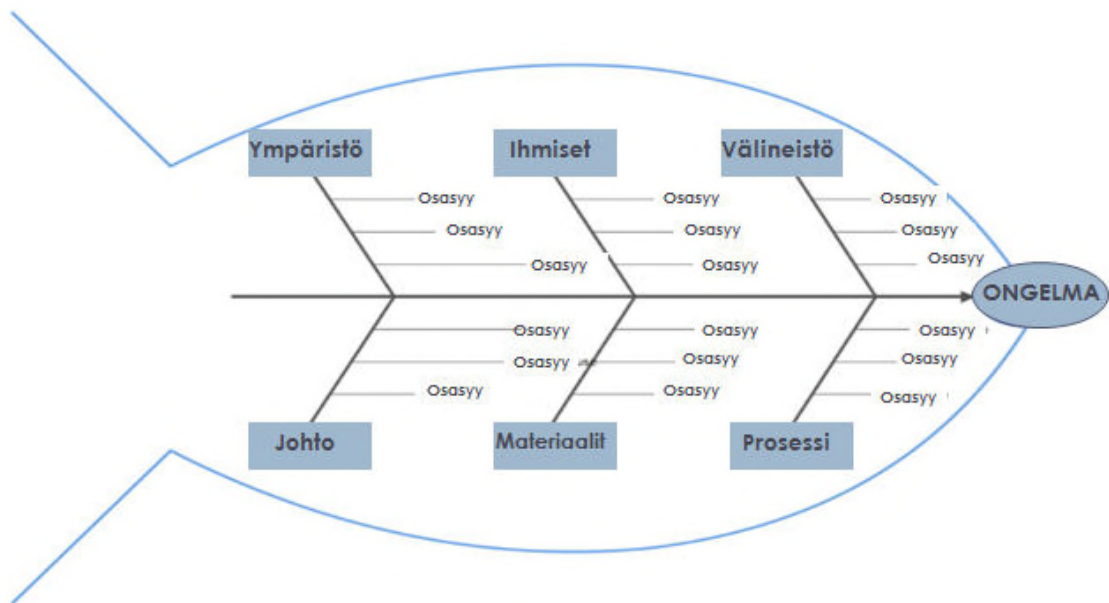 Ympäristö
Ihmiset
Välineistö
Osasyy
Osasyy
Osasyy
Osasyy
Osasyy
Osasyy
Osasyy
Osasyy
Osasyy
ONGELMA
Osasyy
Osasyy
Osasyy
Osasyy
Osasyy
Osasyy
Osasyy
Osasyy
Osasyy
Johto
Materiaalit
Prosessi